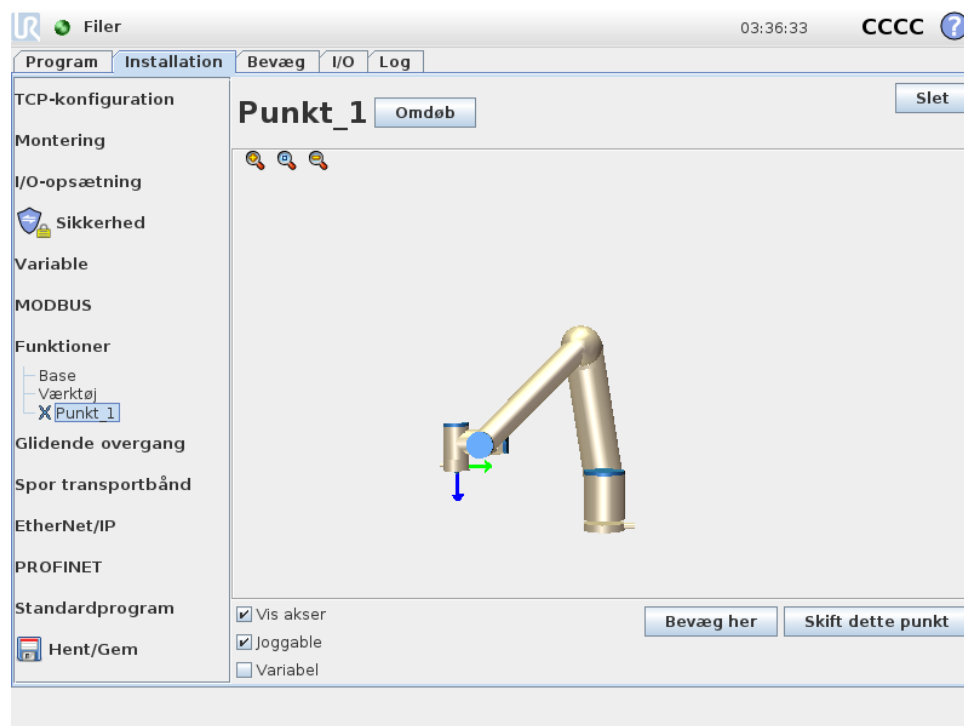 UR Filer 03:36:33 CCCC ?
Program Installation Bevæg I/O Log
TCP-konfiguration
Montering
I/O-opsætning
Sikkerhed
Variable
MODBUS
Funktioner
Base
Værktøj
Punkt_1
Glidende overgang
Spor transportbånd
EtherNet/IP
PROFINET
Standardprogram
Hent/Gem
Punkt_1 Omdøb Slet
Vis akser
Joggable
Variabel
Bevæg her Skift dette punkt